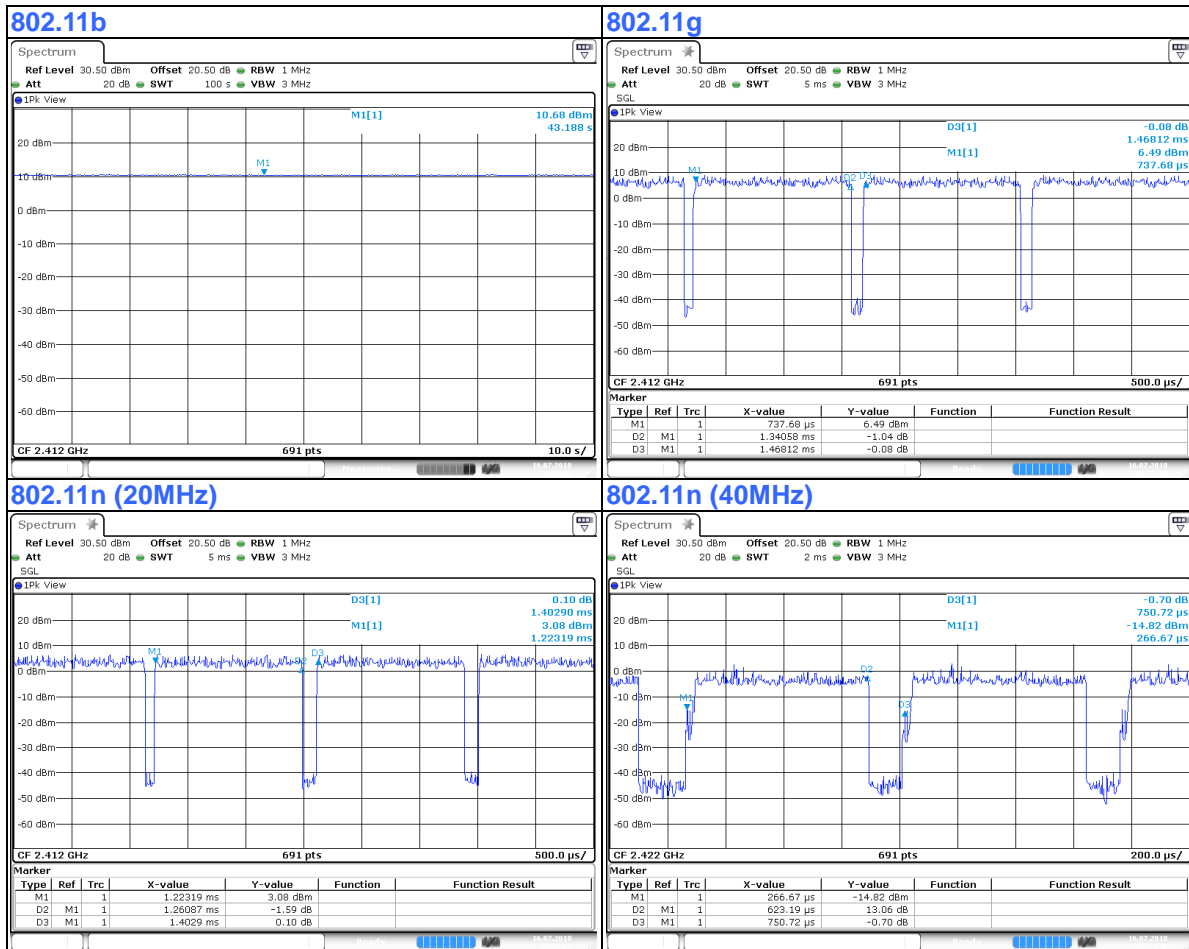 802.11b
Spectrum
Ref Level 30.50 dBm Offset 20.50 dB RBW 1 MHz
Att 20 dB SWT 100 s VBW 3 MHz
1Pk View
M1[1] 10.68 dBm
43.188 s
20 dBm
M1
10 dBm
0 dBm
-10 dBm
-20 dBm
-30 dBm
-40 dBm
-50 dBm
-60 dBm
CF 2.412 GHz 691 pts 10.0 s/
Measuring 16.07.2018
802.11g
Spectrum
Ref Level 30.50 dBm Offset 20.50 dB RBW 1 MHz
Att 20 dB SWT 5 ms VBW 3 MHz
SGL
1Pk View
D3[1] -0.08 dB
1.46812 ms
20 dBm
M1[1] 6.49 dBm
737.68 µs
10 dBm
M1 D2 D3
0 dBm
-10 dBm
-20 dBm
-30 dBm
-40 dBm
-50 dBm
-60 dBm
CF 2.412 GHz 691 pts 500.0 µs/
Marker
Type Ref Trc X-value Y-value Function Function Result
M1 1 737.68 µs 6.49 dBm
D2 M1 1 1.34058 ms -1.04 dB
D3 M1 1 1.46812 ms -0.08 dB
Ready 16.07.2018
802.11n (20MHz)
Spectrum
Ref Level 30.50 dBm Offset 20.50 dB RBW 1 MHz
Att 20 dB SWT 5 ms VBW 3 MHz
SGL
1Pk View
D3[1] 0.10 dB
1.40290 ms
20 dBm
M1[1] 3.08 dBm
1.22319 ms
10 dBm
M1 D2 D3
0 dBm
-10 dBm
-20 dBm
-30 dBm
-40 dBm
-50 dBm
-60 dBm
CF 2.412 GHz 691 pts 500.0 µs/
Marker
Type Ref Trc X-value Y-value Function Function Result
M1 1 1.22319 ms 3.08 dBm
D2 M1 1 1.26087 ms -1.59 dB
D3 M1 1 1.4029 ms 0.10 dB
Ready 16.07.2018
802.11n (40MHz)
Spectrum
Ref Level 30.50 dBm Offset 20.50 dB RBW 1 MHz
Att 20 dB SWT 2 ms VBW 3 MHz
SGL
1Pk View
D3[1] -0.70 dB
750.72 µs
20 dBm
M1[1] -14.82 dBm
266.67 µs
10 dBm
D2
0 dBm
-10 dBm
M1 D3
-20 dBm
-30 dBm
-40 dBm
-50 dBm
-60 dBm
CF 2.422 GHz 691 pts 200.0 µs/
Marker
Type Ref Trc X-value Y-value Function Function Result
M1 1 266.67 µs -14.82 dBm
D2 M1 1 623.19 µs 13.06 dB
D3 M1 1 750.72 µs -0.70 dB
Ready 16.07.2018